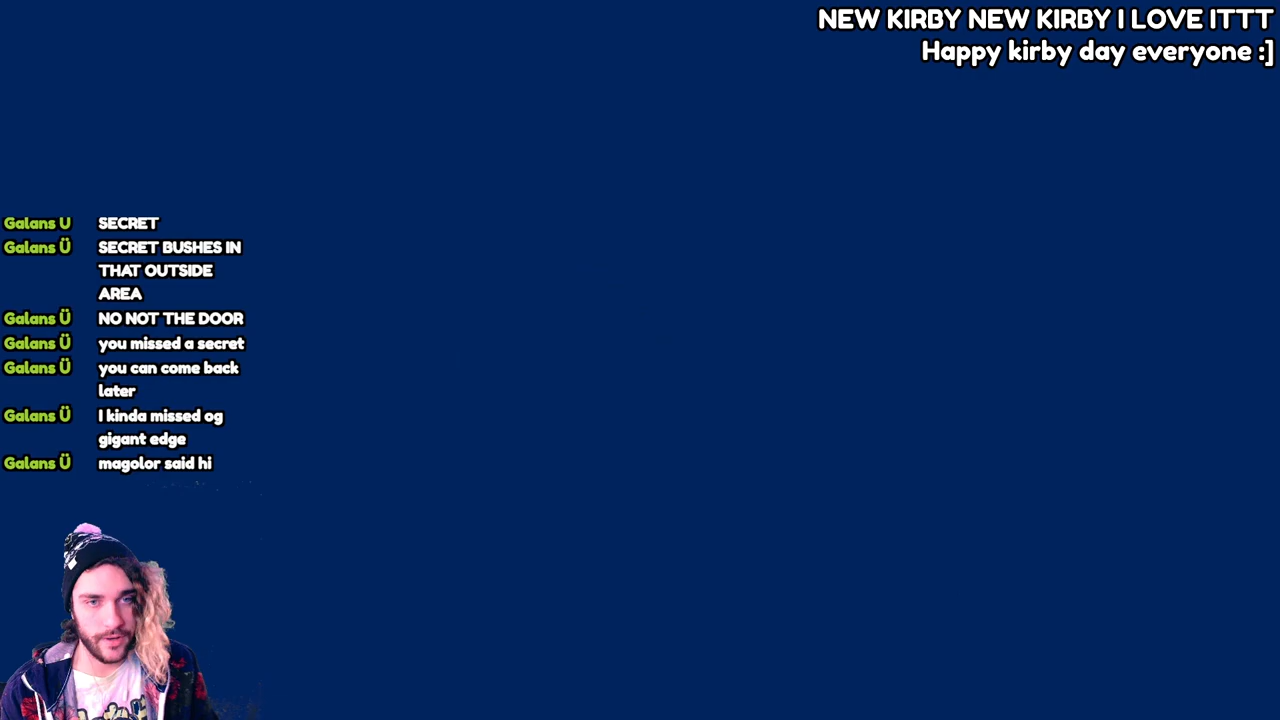 NEW KIRBY NEW KIRBY I LOVE ITTT
Happy kirby day everyone :]
Galans Ü SECRET
Galans Ü SECRET BUSHES IN
THAT OUTSIDE
AREA
Galans Ü NO NOT THE DOOR
Galans Ü you missed a secret
Galans Ü you can come back
later
Galans Ü I kinda missed og
gigant edge
Galans Ü magolor said hi